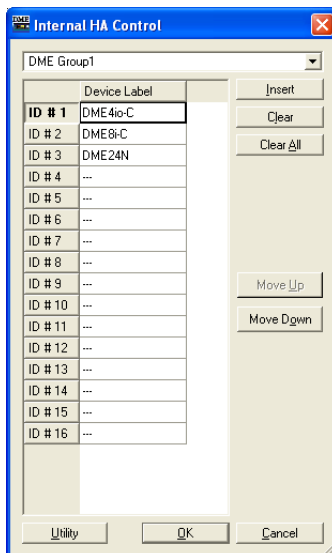 DME Internal HA Control
DME Group1
Device Label
ID # 1 DME4io-C
ID # 2 DME8i-C
ID # 3 DME24N
ID # 4 ---
ID # 5 ---
ID # 6 ---
ID # 7 ---
ID # 8 ---
ID # 9 ---
ID # 10 ---
ID # 11 ---
ID # 12 ---
ID # 13 ---
ID # 14 ---
ID # 15 ---
ID # 16 ---
Insert
Clear
Clear All
Move Up
Move Down
Utility OK Cancel